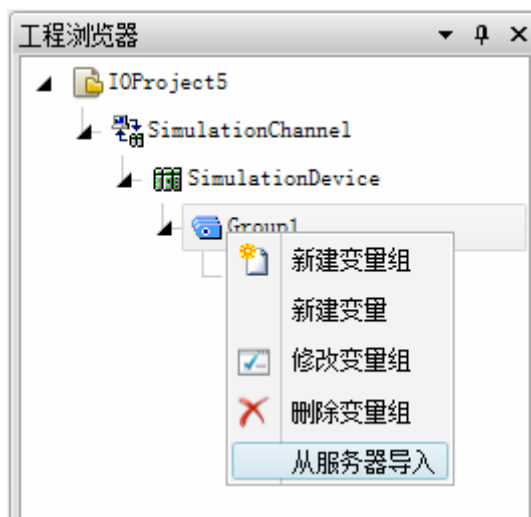 工程浏览器
IOProject5
SimulationChannel
SimulationDevice
Group1
新建变量组
新建变量
修改变量组
删除变量组
从服务器导入